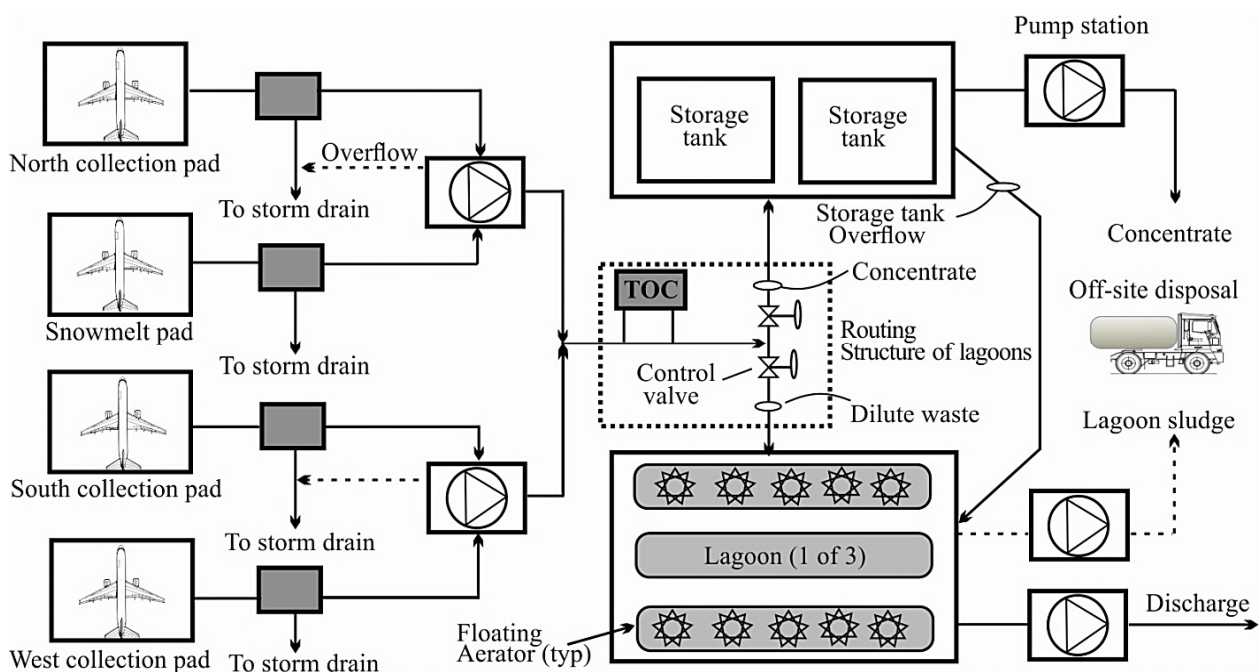 Pump station
North collection pad
Overflow
To storm drain
Storage
tank
Storage
tank
Storage tank
Overflow
Concentrate
Concentrate
TOC
Snowmelt pad
To storm drain
Routing
Structure of lagoons
Off-site disposal
Control
valve
Dilute waste
Lagoon sludge
South collection pad
To storm drain
Lagoon (1 of 3)
Discharge
Floating
Aerator (typ)
West collection pad
To storm drain